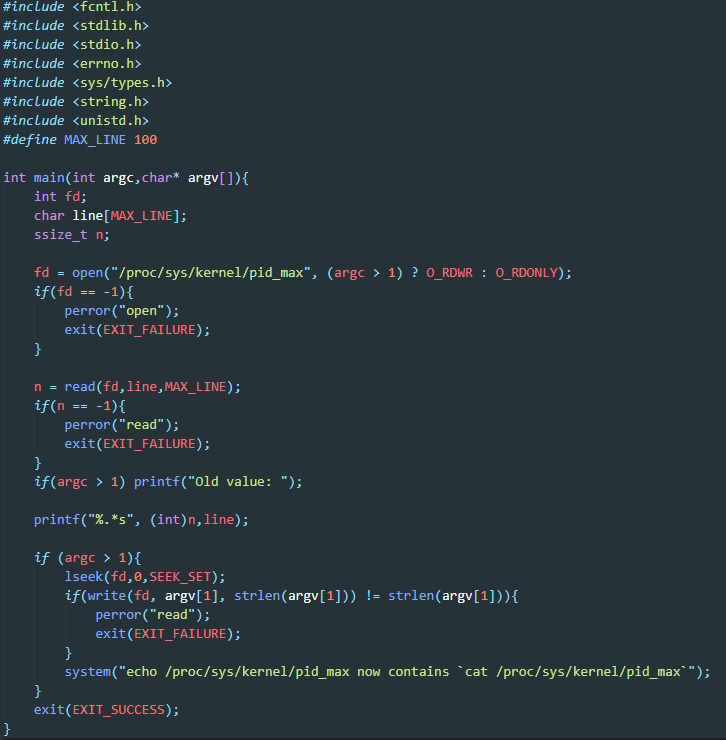 #include <fcntl.h>
#include <stdlib.h>
#include <stdio.h>
#include <errno.h>
#include <sys/types.h>
#include <string.h>
#include <unistd.h>
#define MAX_LINE 100

int main(int argc,char* argv[]){
    int fd;
    char line[MAX_LINE];
    ssize_t n;

    fd = open("/proc/sys/kernel/pid_max", (argc > 1) ? O_RDWR : O_RDONLY);
    if(fd == -1){
        perror("open");
        exit(EXIT_FAILURE);
    }

    n = read(fd,line,MAX_LINE);
    if(n == -1){
        perror("read");
        exit(EXIT_FAILURE);
    }
    if(argc > 1) printf("Old value: ");

    printf("%.*s", (int)n,line);

    if (argc > 1){
        lseek(fd,0,SEEK_SET);
        if(write(fd, argv[1], strlen(argv[1])) != strlen(argv[1])){
            perror("read");
            exit(EXIT_FAILURE);
        }
        system("echo /proc/sys/kernel/pid_max now contains `cat /proc/sys/kernel/pid_max`");
    }
    exit(EXIT_SUCCESS);
}